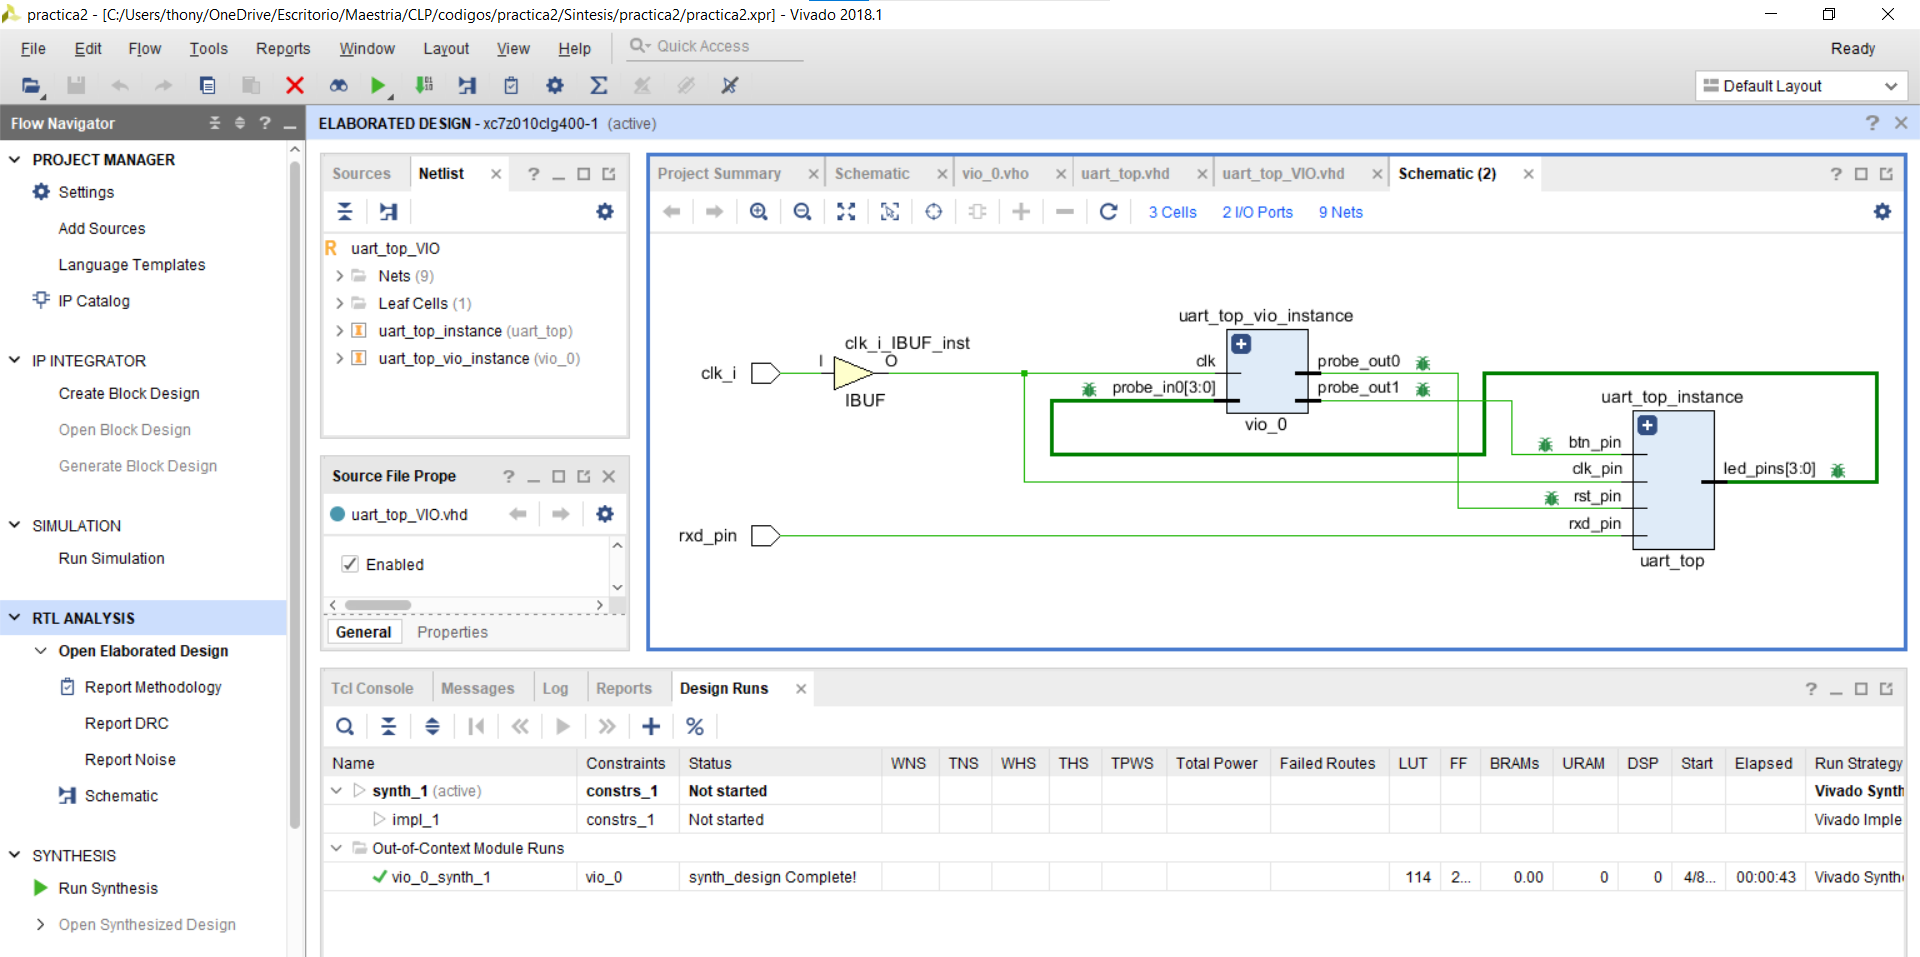 practica2 - [C:/Users/thony/OneDrive/Escritorio/Maestria/CLP/codigos/practica2/Sintesis/practica2/practica2.xpr] - Vivado 2018.1
File Edit Flow Tools Reports Window Layout View Help Quick Access Ready
Default Layout
Flow Navigator
ELABORATED DESIGN - xc7z010clg400-1 (active)
PROJECT MANAGER
Settings
Add Sources
Language Templates
IP Catalog
IP INTEGRATOR
Create Block Design
Open Block Design
Generate Block Design
SIMULATION
Run Simulation
RTL ANALYSIS
Open Elaborated Design
Report Methodology
Report DRC
Report Noise
Schematic
SYNTHESIS
Run Synthesis
Open Synthesized Design
Sources Netlist
R uart_top_VIO
Nets (9)
Leaf Cells (1)
uart_top_instance (uart_top)
uart_top_vio_instance (vio_0)
Source File Prope
uart_top_VIO.vhd
Enabled
General Properties
Project Summary Schematic vio_0.vho uart_top.vhd uart_top_VIO.vhd Schematic (2)
3 Cells 2 I/O Ports 9 Nets
uart_top_vio_instance
clk_i_IBUF_inst
clk_i
I
O
IBUF
clk
probe_in0[3:0]
probe_out0
probe_out1
vio_0
uart_top_instance
btn_pin
clk_pin
rst_pin
rxd_pin
led_pins[3:0]
uart_top
rxd_pin
Tcl Console Messages Log Reports Design Runs
Name Constraints Status WNS TNS WHS THS TPWS Total Power Failed Routes LUT FF BRAMs URAM DSP Start Elapsed Run Strategy
synth_1 (active) constrs_1 Not started Vivado Synth
impl_1 constrs_1 Not started Vivado Imple
Out-of-Context Module Runs
vio_0_synth_1 vio_0 synth_design Complete! 114 2... 0.00 0 0 4/8... 00:00:43 Vivado Synth